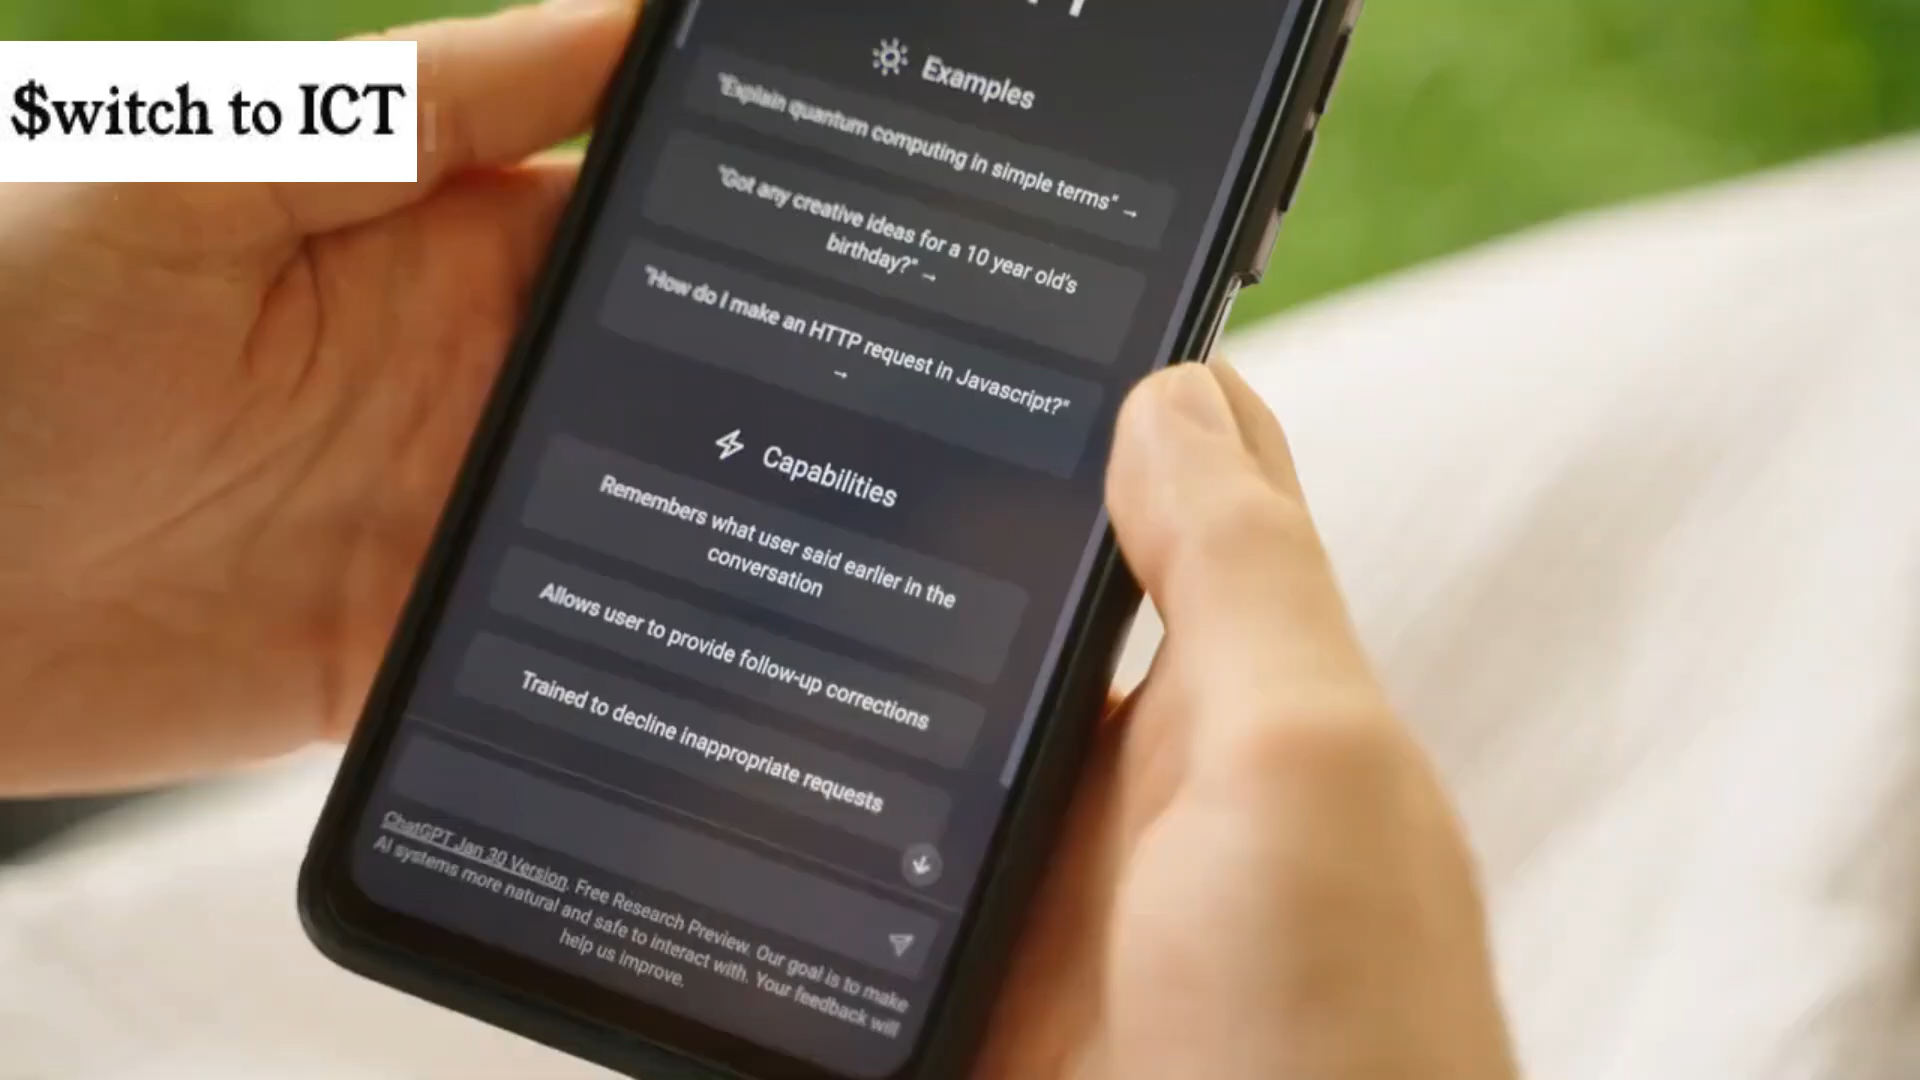 $witch to ICT
Examples
"Explain quantum computing in simple terms" →
"Got any creative ideas for a 10 year old's
birthday?" →
"How do I make an HTTP request in Javascript?"
→
Capabilities
Remembers what user said earlier in the
conversation
Allows user to provide follow-up corrections
Trained to decline inappropriate requests
ChatGPT Jan 30 Version. Free Research Preview. Our goal is to make
AI systems more natural and safe to interact with. Your feedback will
help us improve.